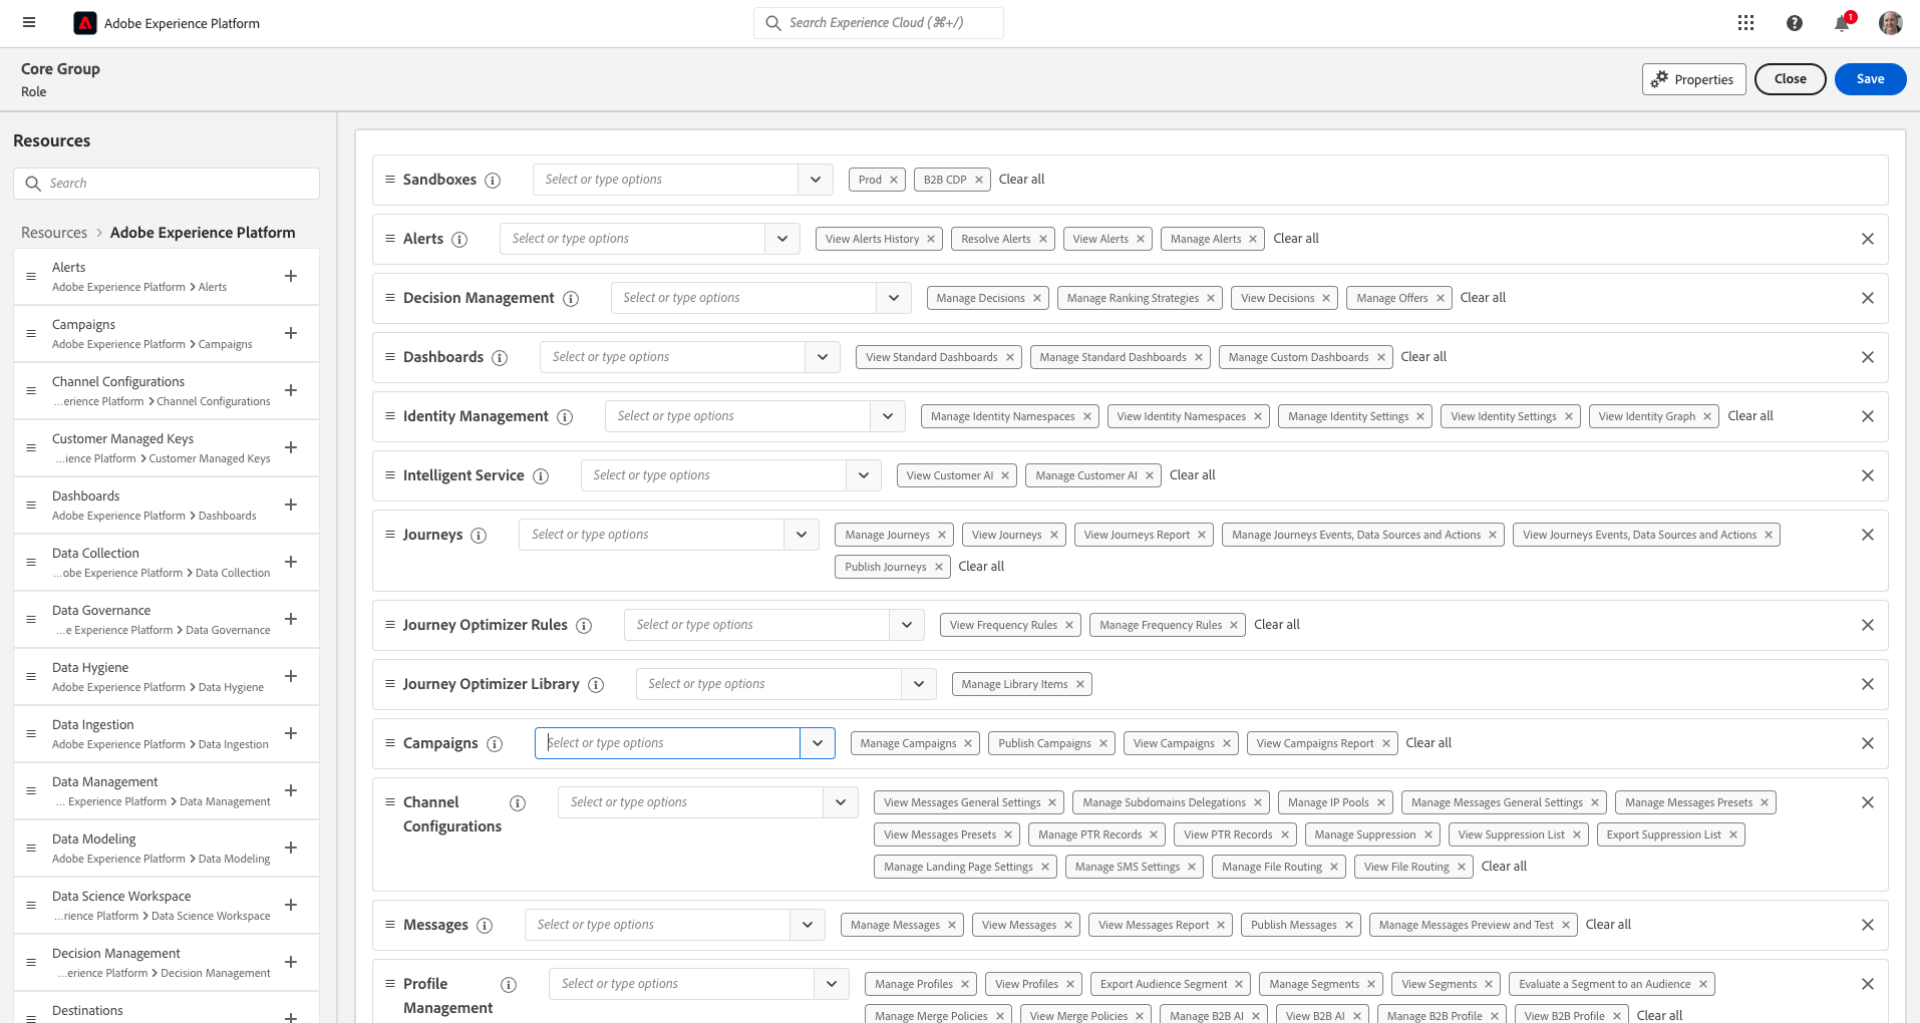 Adobe Experience Platform
Search Experience Cloud (⌘+/)
1
Core Group
Role
Properties
Close
Save
Resources
Search
Resources > Adobe Experience Platform
Alerts
Adobe Experience Platform > Alerts
Campaigns
Adobe Experience Platform > Campaigns
Channel Configurations
...erience Platform > Channel Configurations
Customer Managed Keys
...ience Platform > Customer Managed Keys
Dashboards
Adobe Experience Platform > Dashboards
Data Collection
...obe Experience Platform > Data Collection
Data Governance
...e Experience Platform > Data Governance
Data Hygiene
Adobe Experience Platform > Data Hygiene
Data Ingestion
Adobe Experience Platform > Data Ingestion
Data Management
... Experience Platform > Data Management
Data Modeling
Adobe Experience Platform > Data Modeling
Data Science Workspace
...rience Platform > Data Science Workspace
Decision Management
...erience Platform > Decision Management
Destinations
Sandboxes Select or type options Prod B2B CDP Clear all
Alerts Select or type options View Alerts History Resolve Alerts View Alerts Manage Alerts Clear all
Decision Management Select or type options Manage Decisions Manage Ranking Strategies View Decisions Manage Offers Clear all
Dashboards Select or type options View Standard Dashboards Manage Standard Dashboards Manage Custom Dashboards Clear all
Identity Management Select or type options Manage Identity Namespaces View Identity Namespaces Manage Identity Settings View Identity Settings View Identity Graph Clear all
Intelligent Service Select or type options View Customer AI Manage Customer AI Clear all
Journeys Select or type options Manage Journeys View Journeys View Journeys Report Manage Journeys Events, Data Sources and Actions View Journeys Events, Data Sources and Actions
Publish Journeys Clear all
Journey Optimizer Rules Select or type options View Frequency Rules Manage Frequency Rules Clear all
Journey Optimizer Library Select or type options Manage Library Items
Campaigns Select or type options Manage Campaigns Publish Campaigns View Campaigns View Campaigns Report Clear all
Channel Configurations Select or type options View Messages General Settings Manage Subdomains Delegations Manage IP Pools Manage Messages General Settings Manage Messages Presets
View Messages Presets Manage PTR Records View PTR Records Manage Suppression View Suppression List Export Suppression List
Manage Landing Page Settings Manage SMS Settings Manage File Routing View File Routing Clear all
Messages Select or type options Manage Messages View Messages View Messages Report Publish Messages Manage Messages Preview and Test Clear all
Profile Management Select or type options Manage Profiles View Profiles Export Audience Segment Manage Segments View Segments Evaluate a Segment to an Audience
Manage Merge Policies View Merge Policies Manage B2B AI View B2B AI Manage B2B Profile View B2B Profile Clear all